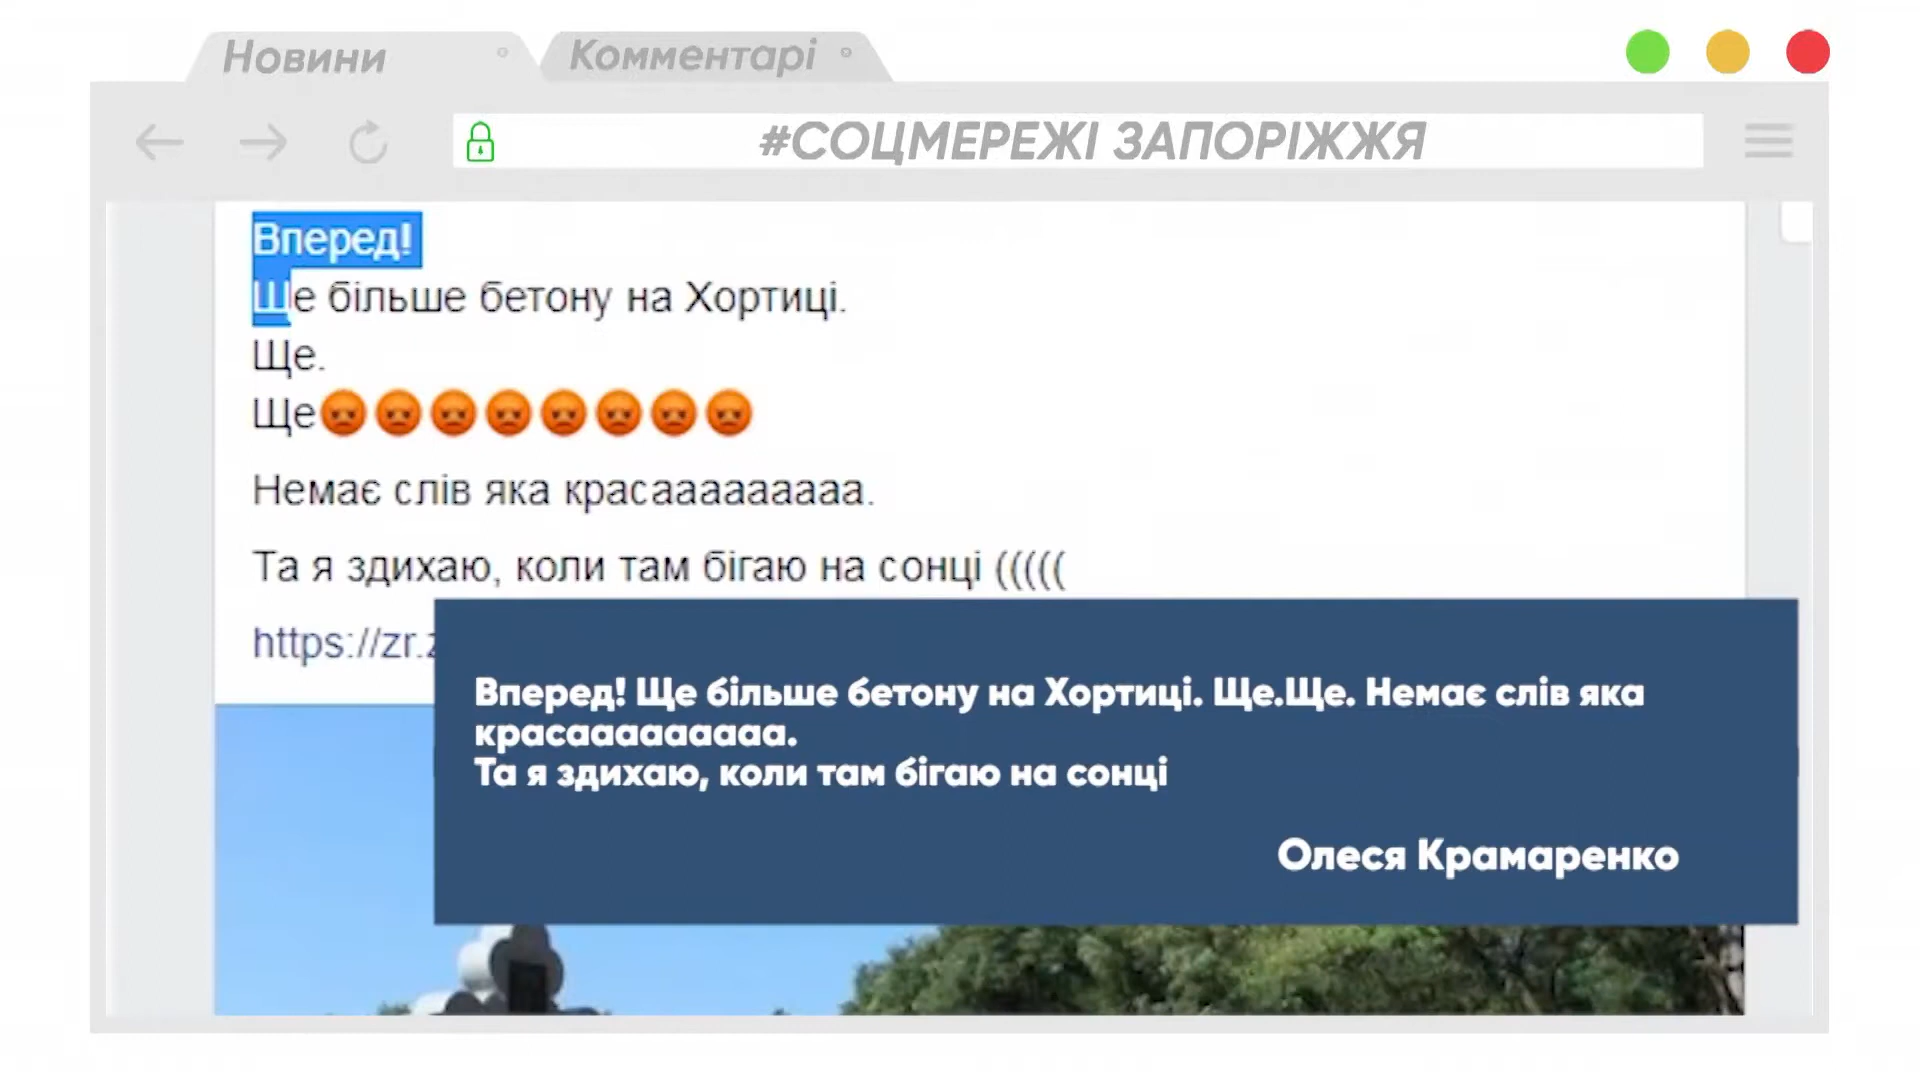 Новини
Комментарі
#СОЦМЕРЕЖІ ЗАПОРІЖЖЯ
Вперед!
Ще більше бетону на Хортиці.
Ще.
Ще😡😡😡😡😡😡😡😡
Немає слів яка красааааааааа.
Та я здихаю, коли там бігаю на сонці (((((
https://zr.z
Вперед! Ще більше бетону на Хортиці. Ще.Ще. Немає слів яка
красааааааааа.
Та я здихаю, коли там бігаю на сонці
Олеся Крамаренко